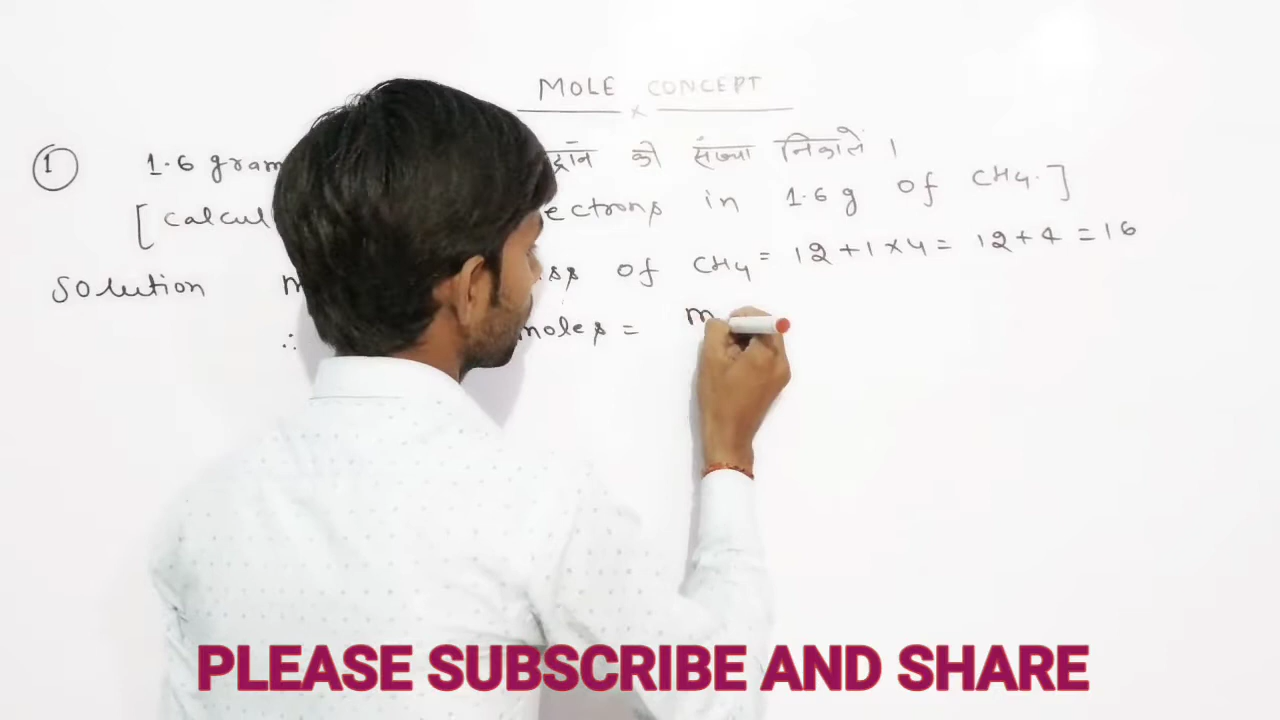 MOLE CONCEPT
1 1.6 gram को संख्या निकाले ।
[calcul ectrons in 1.6 g of CH4.]
Solution m ss of CH4 = 12+1×4 = 12+4 = 16
∴ moles = m
PLEASE SUBSCRIBE AND SHARE